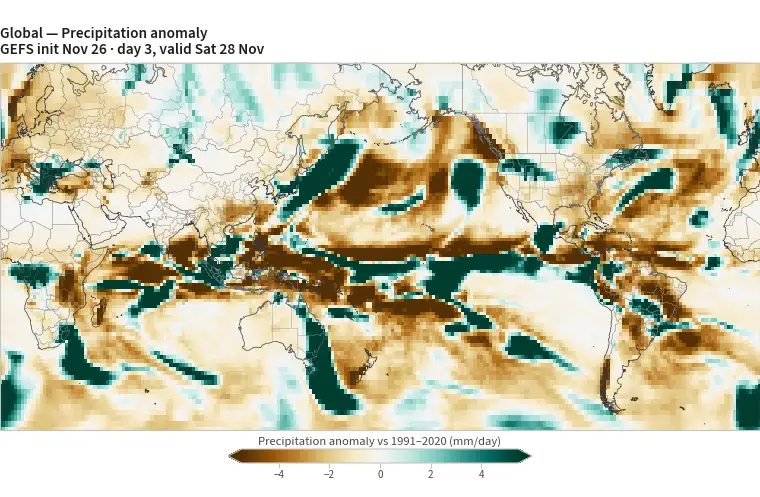 Global — Precipitation anomaly
GEFS init Nov 26 · day 3, valid Sat 28 Nov
Precipitation anomaly vs 1991–2020 (mm/day)
−4 −2 0 2 4